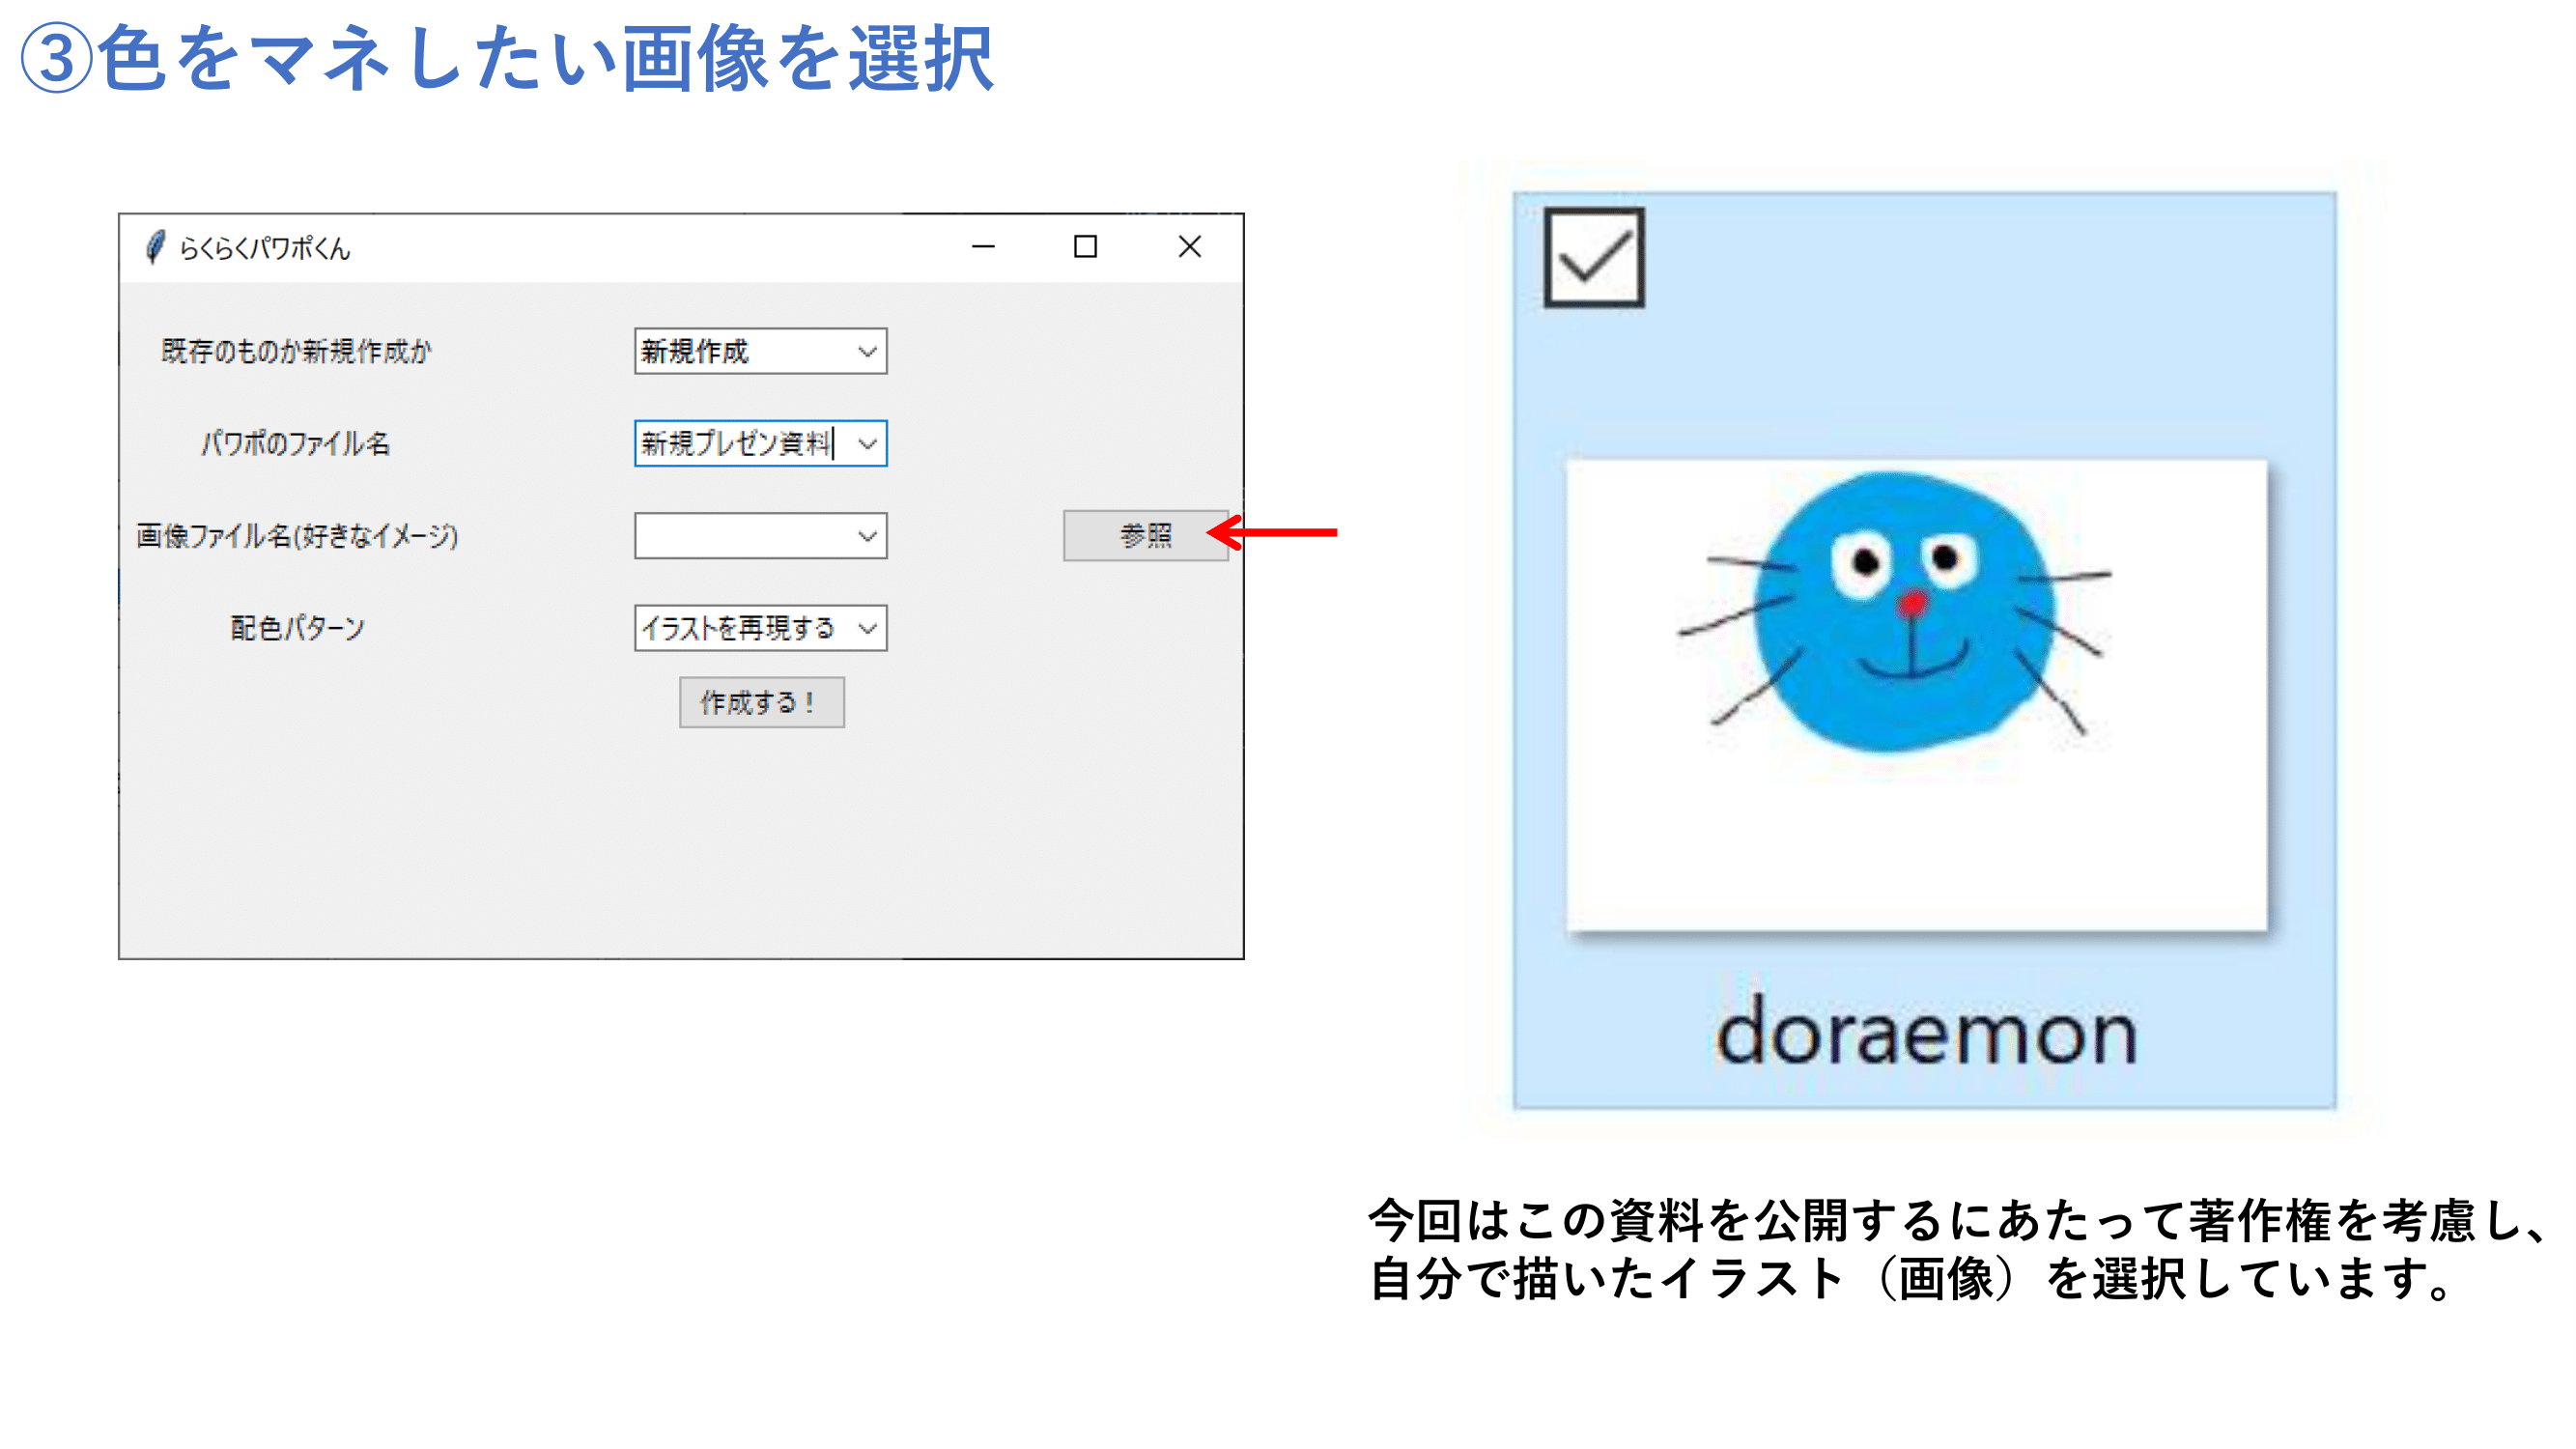 ③色をマネしたい画像を選択
らくらくパワポくん
既存のものか新規作成か 新規作成
パワポのファイル名 新規プレゼン資料
画像ファイル名(好きなイメージ) 参照
配色パターン イラストを再現する
作成する！
doraemon
今回はこの資料を公開するにあたって著作権を考慮し、
自分で描いたイラスト（画像）を選択しています。